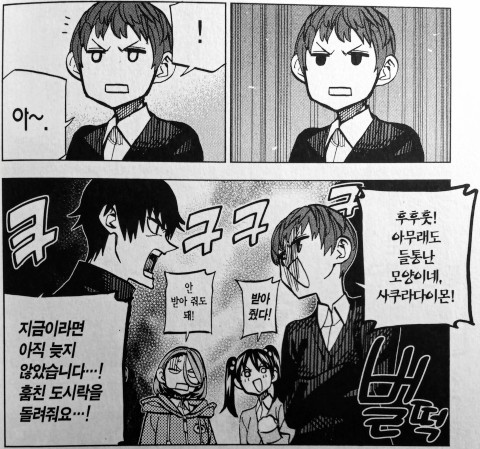 아~.
!
쿠
쿠
쿠
쿠
후후훗!
아무래도
들통난
모양이네,
사쿠라다이몬!
안
받아 줘도
돼!
받아
줬다!
지금이라면
아직 늦지
않았습니다…!
훔친 도시락을
돌려줘요…!
벌떡